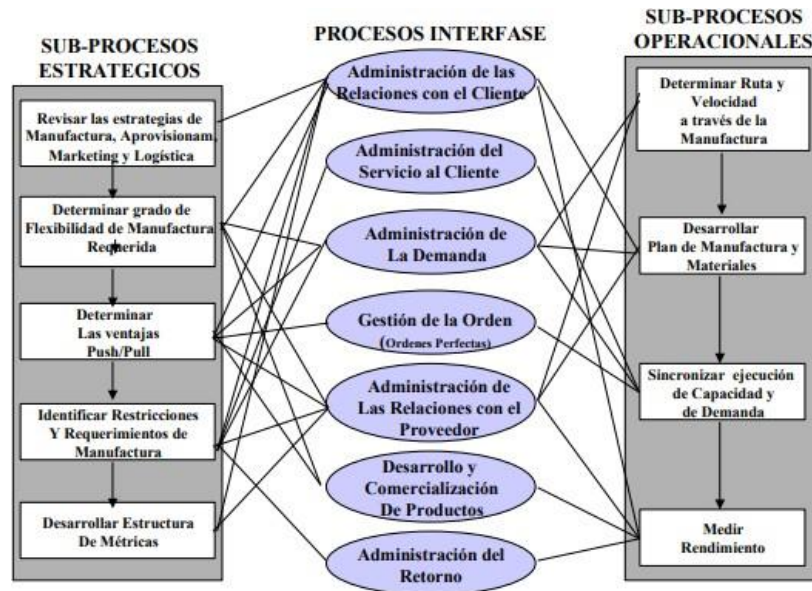 SUB-PROCESOS
ESTRATEGICOS
Revisar las estrategias de
Manufactura, Aprovisionam,
Marketing y Logística
Determinar grado de
Flexibilidad de Manufactura
Requerida
Determinar
Las ventajas
Push/Pull
Identificar Restricciones
Y Requerimientos de
Manufactura
Desarrollar Estructura
De Métricas
PROCESOS INTERFASE
Administración de las
Relaciones con el Cliente
Administración del
Servicio al Cliente
Administración de
La Demanda
Gestión de la Orden
(Ordenes Perfectas)
Administración de
Las Relaciones con el
Proveedor
Desarrollo y
Comercialización
De Productos
Administración del
Retorno
SUB-PROCESOS
OPERACIONALES
Determinar Ruta y
Velocidad
a través de la
Manufactura
Desarrollar
Plan de Manufactura y
Materiales
Sincronizar ejecución
de Capacidad y
de Demanda
Medir
Rendimiento